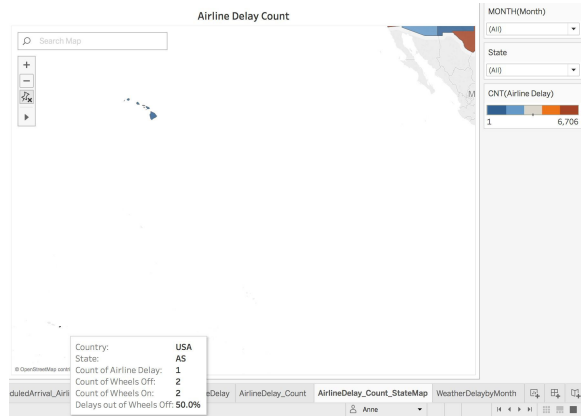 Airline Delay Count
Search Map
M
© OpenStreetMap contri
Country: USA
State: AS
Count of Airline Delay: 1
Count of Wheels Off: 2
Count of Wheels On: 2
Delays out of Wheels Off: 50.0%
MONTH(Month)
(All)
State
(All)
CNT(Airline Delay)
1 6,706
duledArrival_Airli eDelay AirlineDelay_Count AirlineDelay_Count_StateMap WeatherDelaybyMonth
Anne